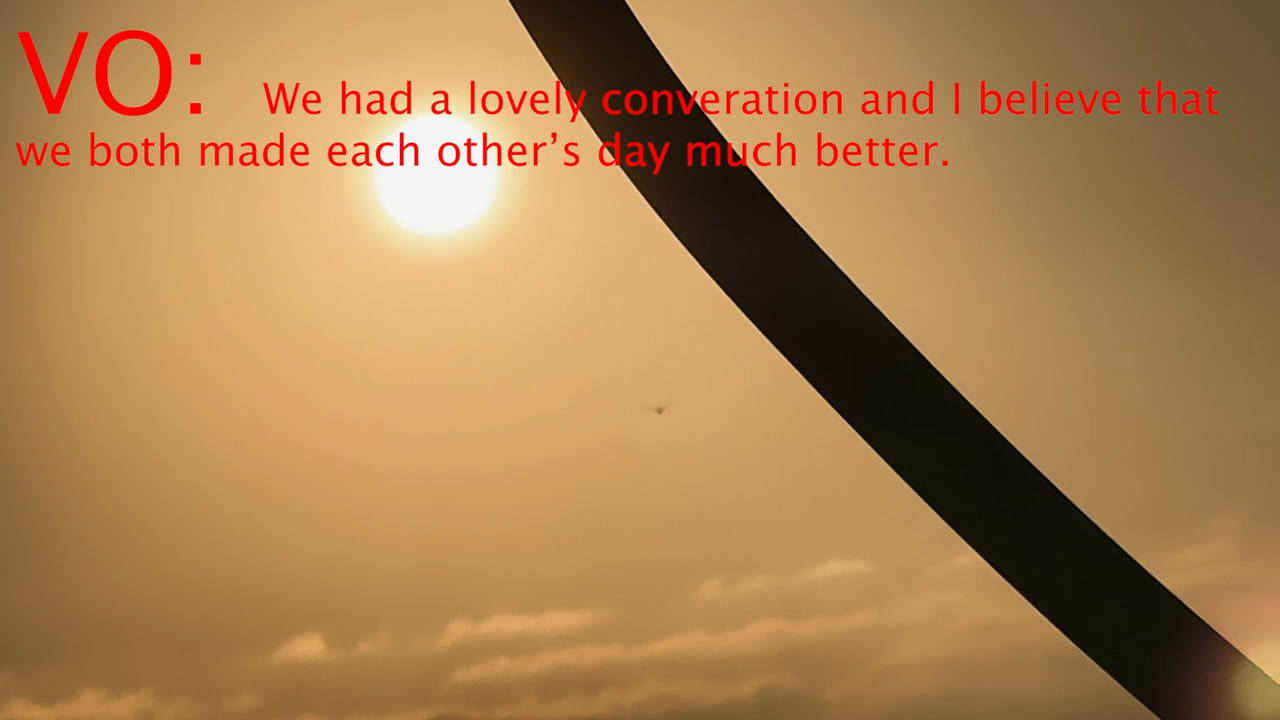 VO: We had a lovely converation and I believe that
we both made each other’s day much better.